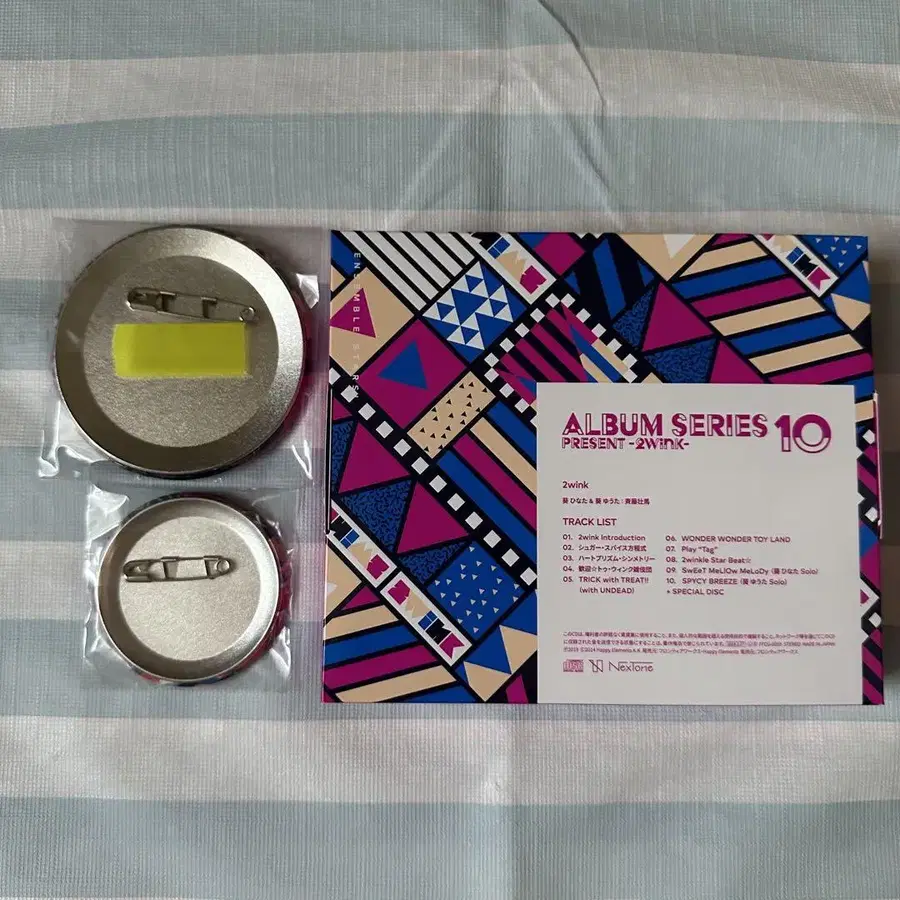 ENSEMBLE STARS
ALBUM SERIES 10
PRESENT -2wink-
2wink
葵 ひなた & 葵 ゆうた:斉藤壮馬
TRACK LIST
01. 2wink Introduction
02. シュガー・スパイス方程式
03. ハートプリズム・シンメトリー
04. 歓迎☆トゥ・ウィンク雑伎団
05. TRICK with TREAT!!
(with UNDEAD)
06. WONDER WONDER TOY LAND
07. Play "Tag"
08. 2winkle Star Beat☆
09. SwEeT MeLlOw MeLoDy (葵 ひなた Solo)
10. SPYCY BREEZE (葵 ゆうた Solo)
+ SPECIAL DISC
NexTone